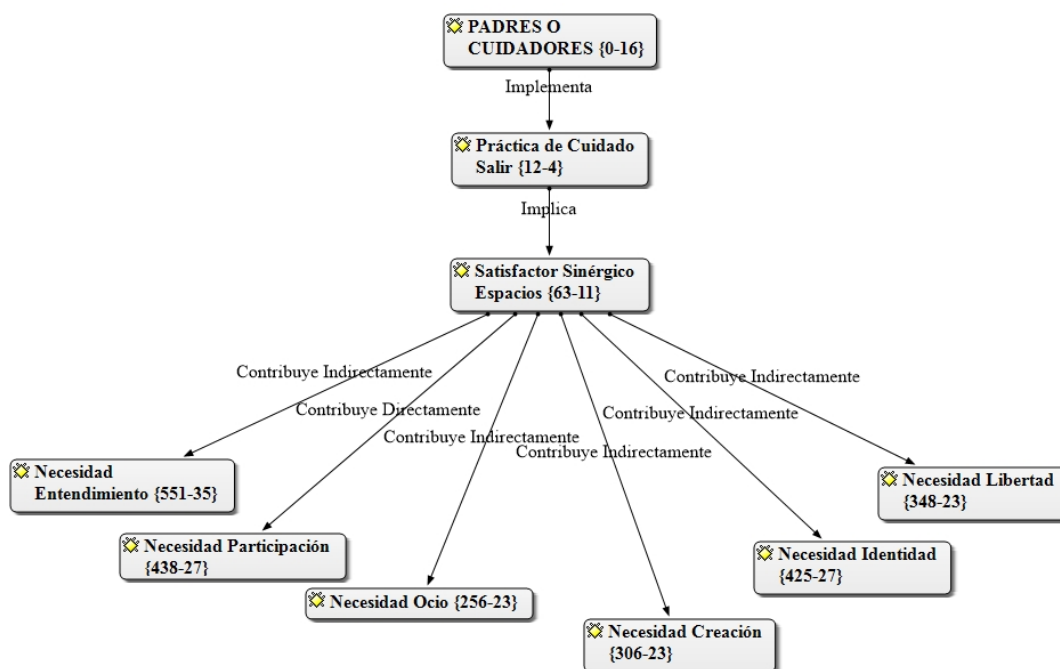 PADRES O
CUIDADORES {0-16}
Implementa
Práctica de Cuidado
Salir {12-4}
Implica
Satisfactor Sinérgico
Espacios {63-11}
Contribuye Indirectamente
Contribuye Directamente
Contribuye Indirectamente
Contribuye Indirectamente
Contribuye Indirectamente
Contribuye Indirectamente
Necesidad
Entendimiento {551-35}
Necesidad Participación
{438-27}
Necesidad Ocio {256-23}
Necesidad Creación
{306-23}
Necesidad Identidad
{425-27}
Necesidad Libertad
{348-23}